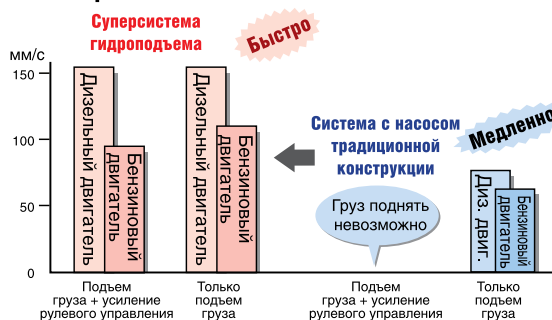 Суперсистема
гидроподъема
Быстро
мм/с
150
100
50
0
Дизельный двигатель
Бензиновый
двигатель
Дизельный двигатель
Бензиновый
двигатель
Система с насосом
традиционной
конструкции
Медленно
Груз поднять
невозможно
Диз. двиг.
Бензиновый
двигатель
Подъем
груза + усиление
рулевого управления
Только
подъем
груза
Подъем
груза + усиление
рулевого управления
Только
подъем
груза